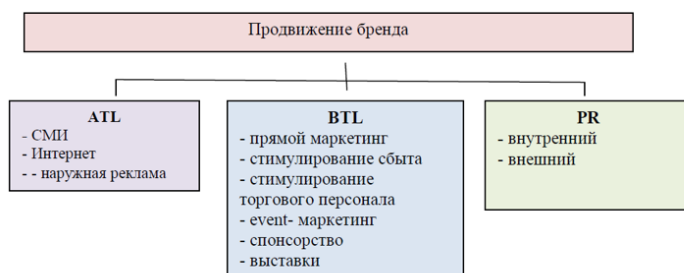 Продвижение бренда
ATL
- СМИ
- Интернет
- - наружная реклама
BTL
- прямой маркетинг
- стимулирование сбыта
- стимулирование
торгового персонала
- event- маркетинг
- спонсорство
- выставки
PR
- внутренний
- внешний